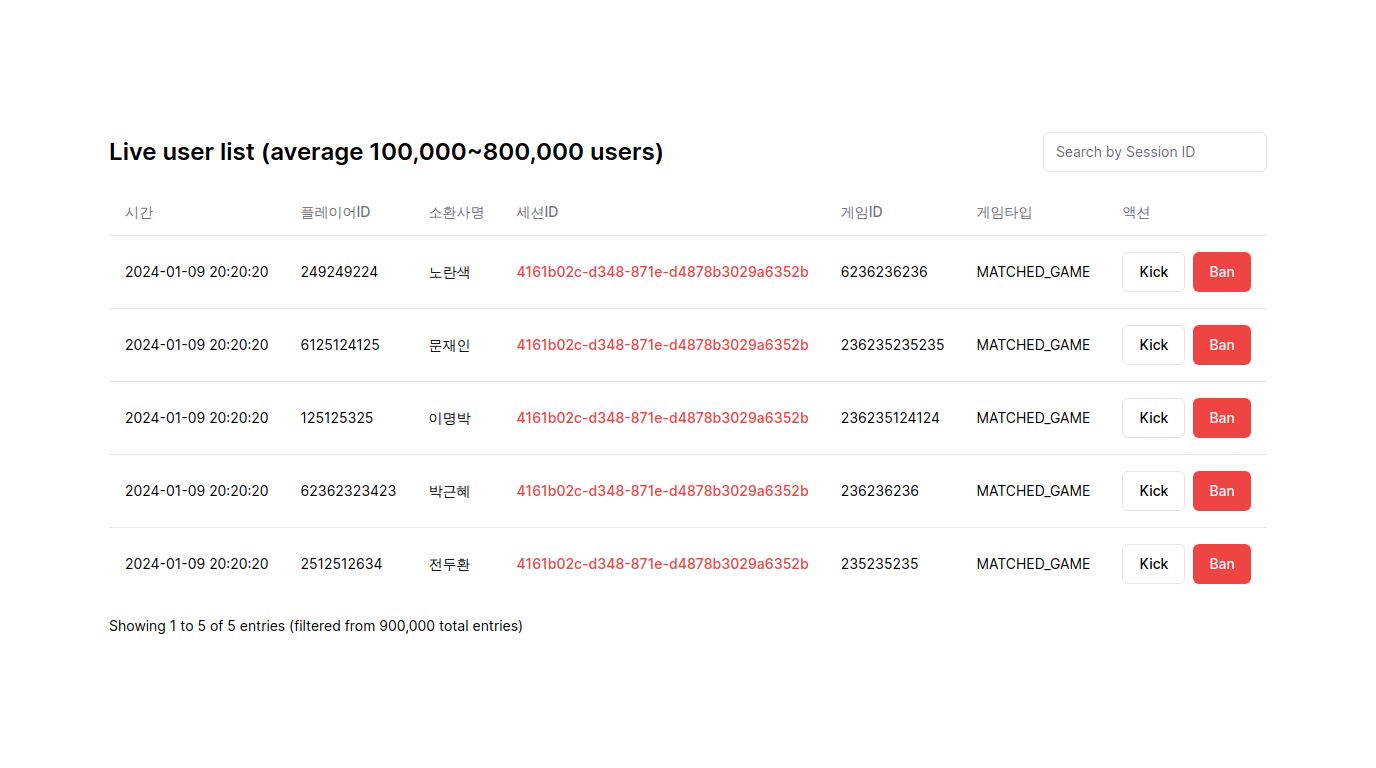 Live user list (average 100,000~800,000 users)
Search by Session ID
시간 플레이어ID 소환사명 세션ID 게임ID 게임타입 액션
2024-01-09 20:20:20 249249224 노란색 4161b02c-d348-871e-d4878b3029a6352b 6236236236 MATCHED_GAME Kick Ban
2024-01-09 20:20:20 6125124125 문재인 4161b02c-d348-871e-d4878b3029a6352b 236235235235 MATCHED_GAME Kick Ban
2024-01-09 20:20:20 125125325 이명박 4161b02c-d348-871e-d4878b3029a6352b 236235124124 MATCHED_GAME Kick Ban
2024-01-09 20:20:20 62362323423 박근혜 4161b02c-d348-871e-d4878b3029a6352b 236236236 MATCHED_GAME Kick Ban
2024-01-09 20:20:20 2512512634 전두환 4161b02c-d348-871e-d4878b3029a6352b 235235235 MATCHED_GAME Kick Ban
Showing 1 to 5 of 5 entries (filtered from 900,000 total entries)